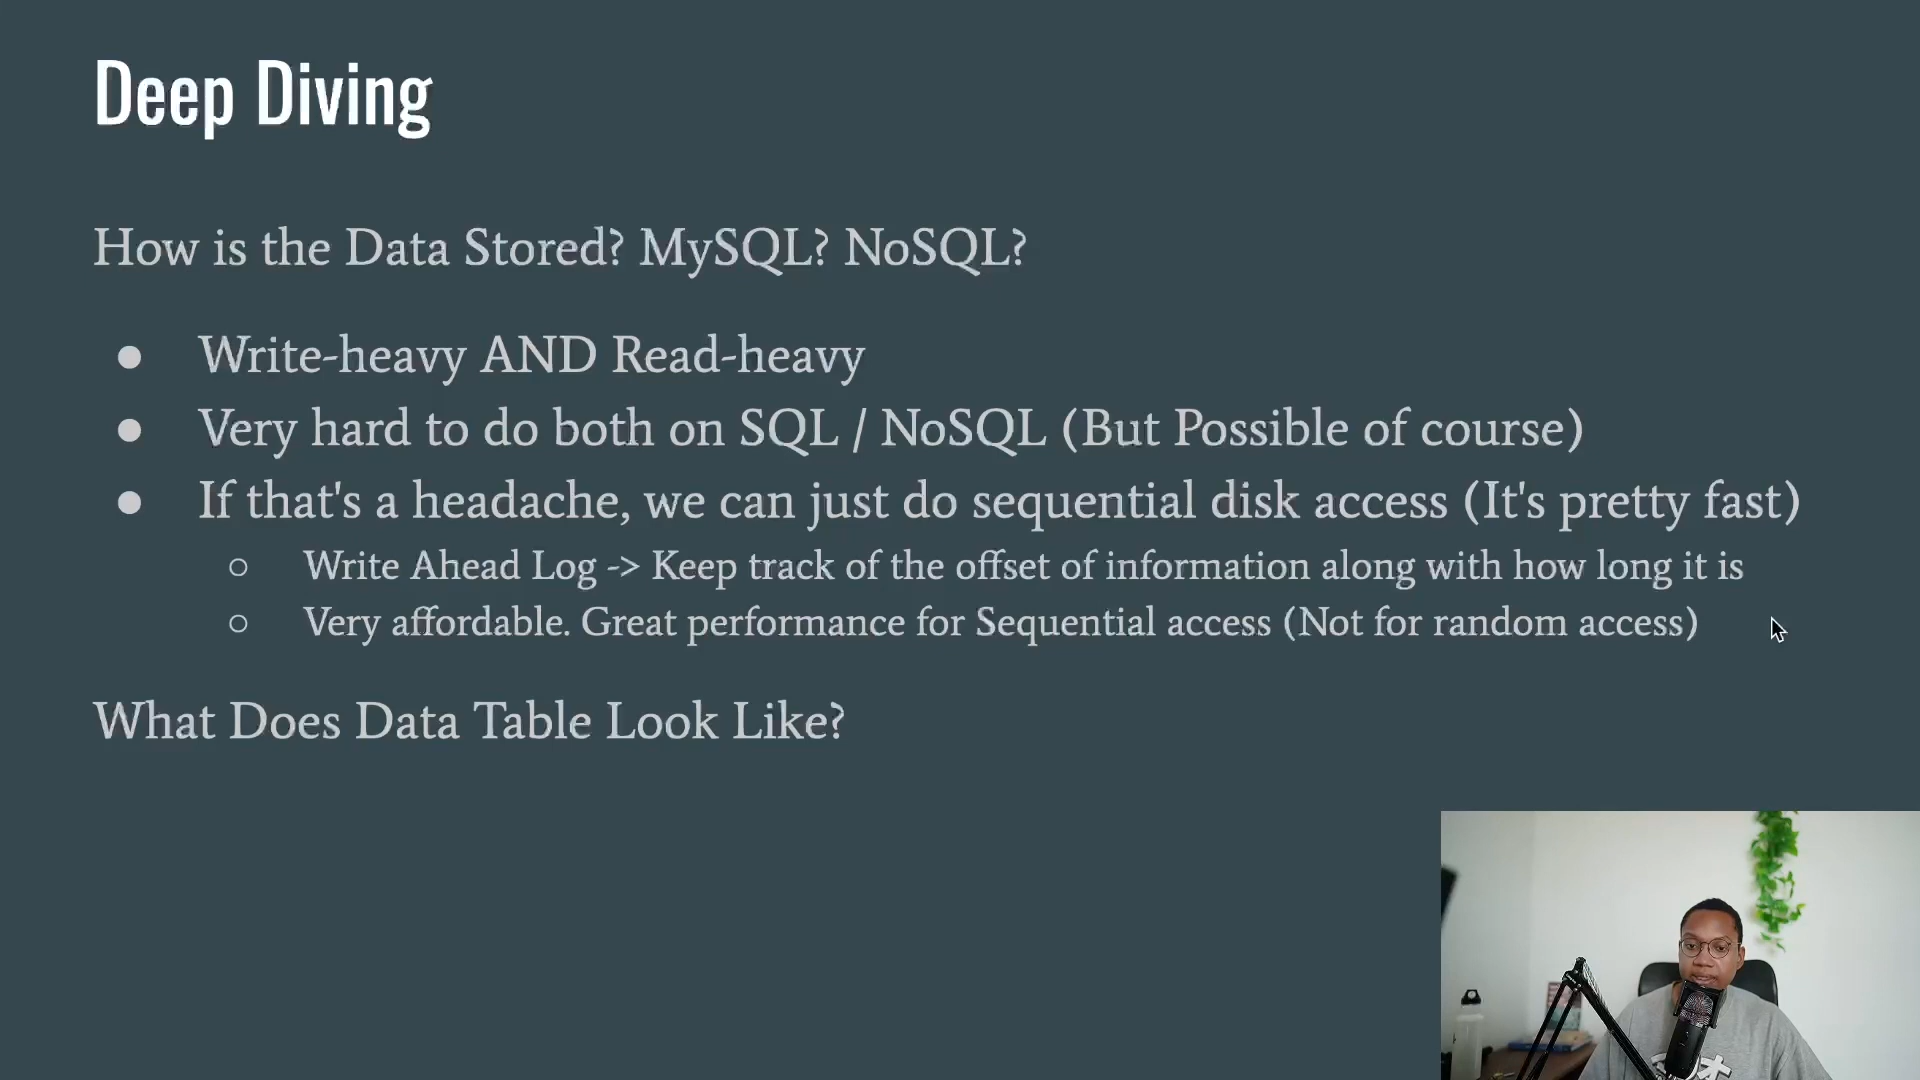 Deep Diving
How is the Data Stored? MySQL? NoSQL?
● Write-heavy AND Read-heavy
● Very hard to do both on SQL / NoSQL (But Possible of course)
● If that's a headache, we can just do sequential disk access (It's pretty fast)
○ Write Ahead Log -> Keep track of the offset of information along with how long it is
○ Very affordable. Great performance for Sequential access (Not for random access)
What Does Data Table Look Like?